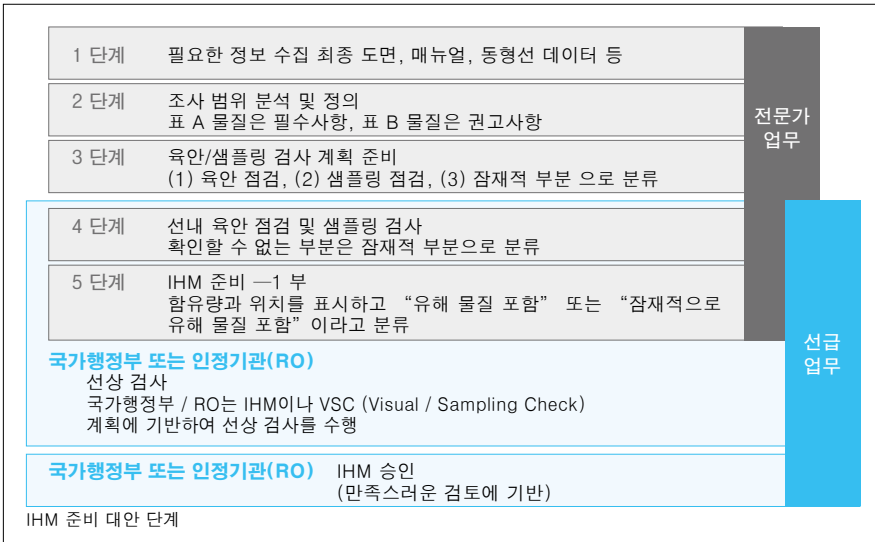 1 단계 필요한 정보 수집 최종 도면, 매뉴얼, 동형선 데이터 등
2 단계 조사 범위 분석 및 정의
표 A 물질은 필수사항, 표 B 물질은 권고사항
전문가
업무
3 단계 육안/샘플링 검사 계획 준비
(1) 육안 점검, (2) 샘플링 점검, (3) 잠재적 부분 으로 분류
4 단계 선내 육안 점검 및 샘플링 검사
확인할 수 없는 부분은 잠재적 부분으로 분류
5 단계 IHM 준비 —1 부
함유량과 위치를 표시하고 “유해 물질 포함” 또는 “잠재적으로
유해 물질 포함”이라고 분류
선급
업무
국가행정부 또는 인정기관(RO)
선상 검사
국가행정부 / RO는 IHM이나 VSC (Visual / Sampling Check)
계획에 기반하여 선상 검사를 수행
국가행정부 또는 인정기관(RO) IHM 승인
(만족스러운 검토에 기반)
IHM 준비 대안 단계